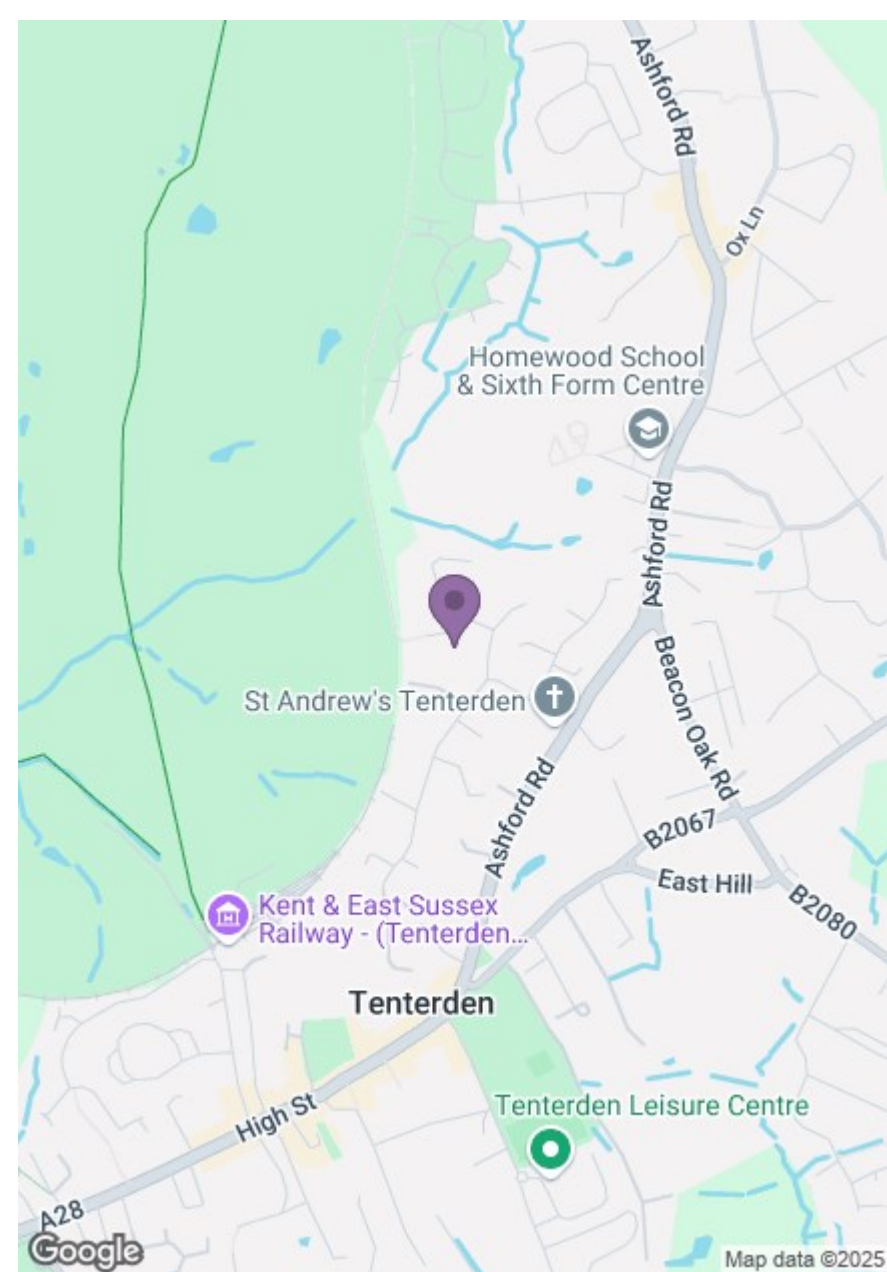 Ashford Rd
Ox Ln
Homewood School
& Sixth Form Centre
Ashford Rd
Beacon Oak Rd
St Andrew's Tenterden
Ashford Rd
B2067
East Hill
B2080
Kent & East Sussex
Railway - (Tenterden...
Tenterden
Tenterden Leisure Centre
High St
A28
Google
Map data ©2025